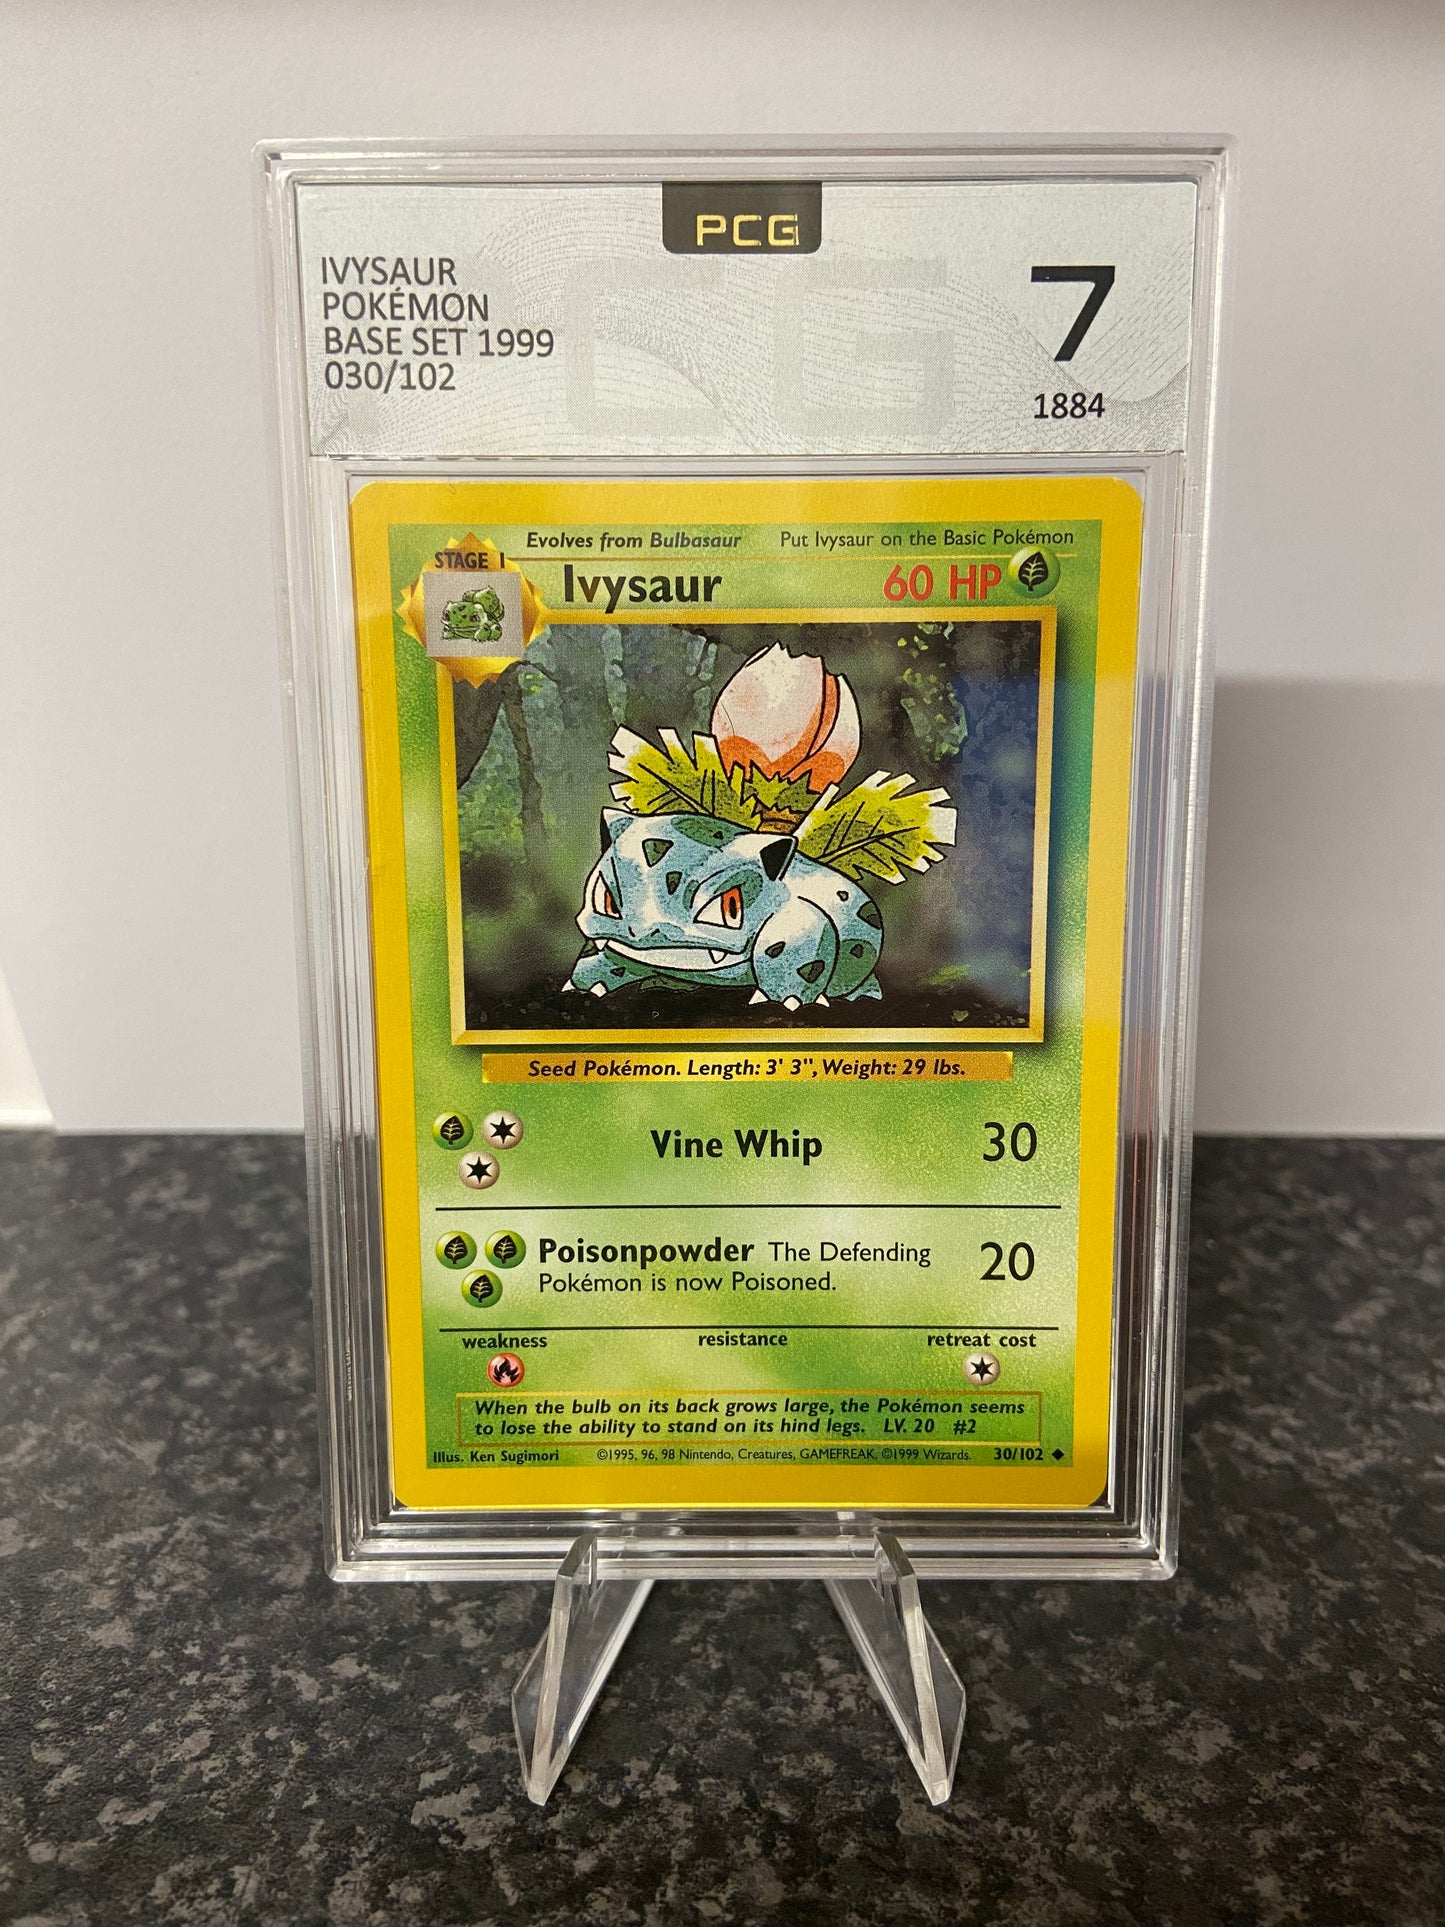 PCG
IVYSAUR
POKÉMON
BASE SET 1999
030/102
7
1884
Evolves from Bulbasaur Put Ivysaur on the Basic Pokémon
STAGE 1
Ivysaur 60 HP
Seed Pokémon. Length: 3' 3", Weight: 29 lbs.
Vine Whip 30
Poisonpowder The Defending 20
Pokémon is now Poisoned.
weakness resistance retreat cost
When the bulb on its back grows large, the Pokémon seems
to lose the ability to stand on its hind legs. LV. 20 #2
Illus. Ken Sugimori ©1995, 96, 98 Nintendo, Creatures, GAMEFREAK. ©1999 Wizards. 30/102